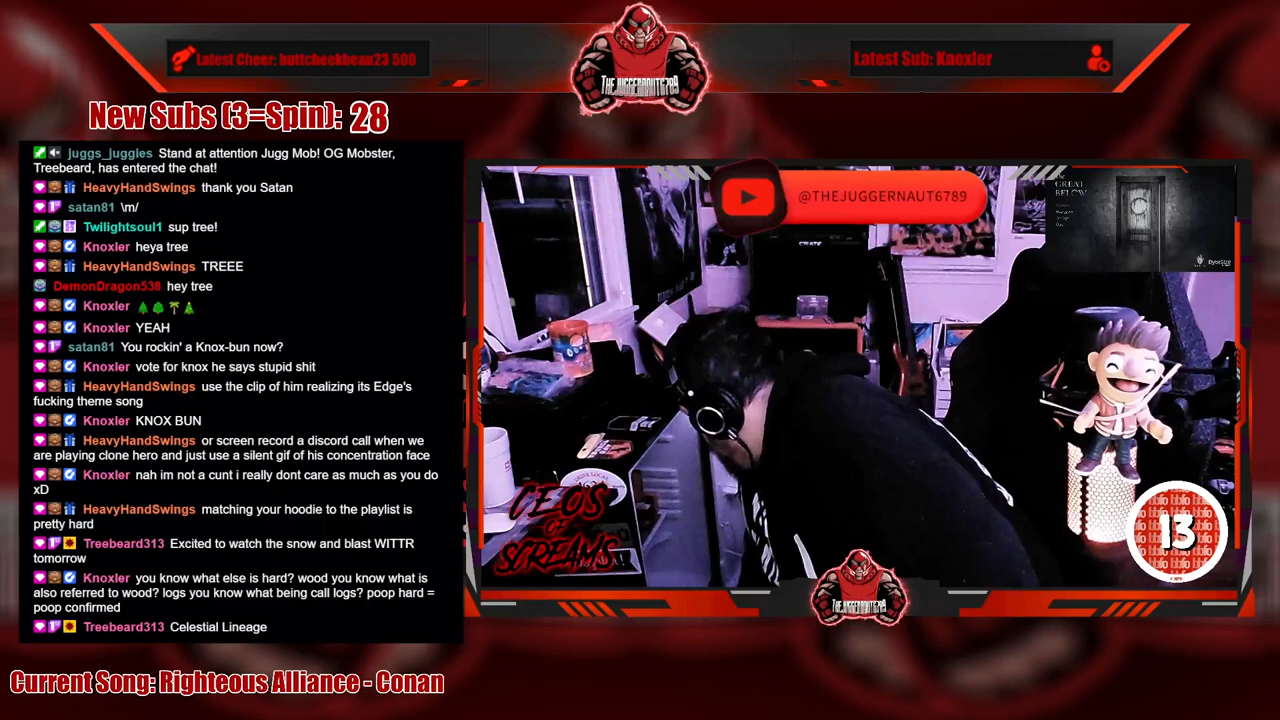 Latest Cheer: buttcheekbeau23 500
THEJUGGERNAUT6789
Latest Sub: Knoxler
New Subs (3=Spin): 28
juggs_juggies Stand at attention Jugg Mob! OG Mobster,
Treebeard, has entered the chat!
HeavyHandSwings thank you Satan
satan81 \m/
Twilightsoul1 sup tree!
Knoxler heya tree
HeavyHandSwings TREEE
DemonDragon538 hey tree
Knoxler
Knoxler YEAH
satan81 You rockin' a Knox-bun now?
Knoxler vote for knox he says stupid shit
HeavyHandSwings use the clip of him realizing its Edge's
fucking theme song
Knoxler KNOX BUN
HeavyHandSwings or screen record a discord call when we
are playing clone hero and just use a silent gif of his concentration face
Knoxler nah im not a cunt i really dont care as much as you do
xD
HeavyHandSwings matching your hoodie to the playlist is
pretty hard
Treebeard313 Excited to watch the snow and blast WITTR
tomorrow
Knoxler you know what else is hard? wood you know what is
also referred to wood? logs you know what being call logs? poop hard =
poop confirmed
Treebeard313 Celestial Lineage
Current Song: Righteous Alliance - Conan
@THEJUGGERNAUT6789
GREAT
BELOW
CRATE
CEO'S
OF
SCREAMS
13
THEJUGGERNAUT6789